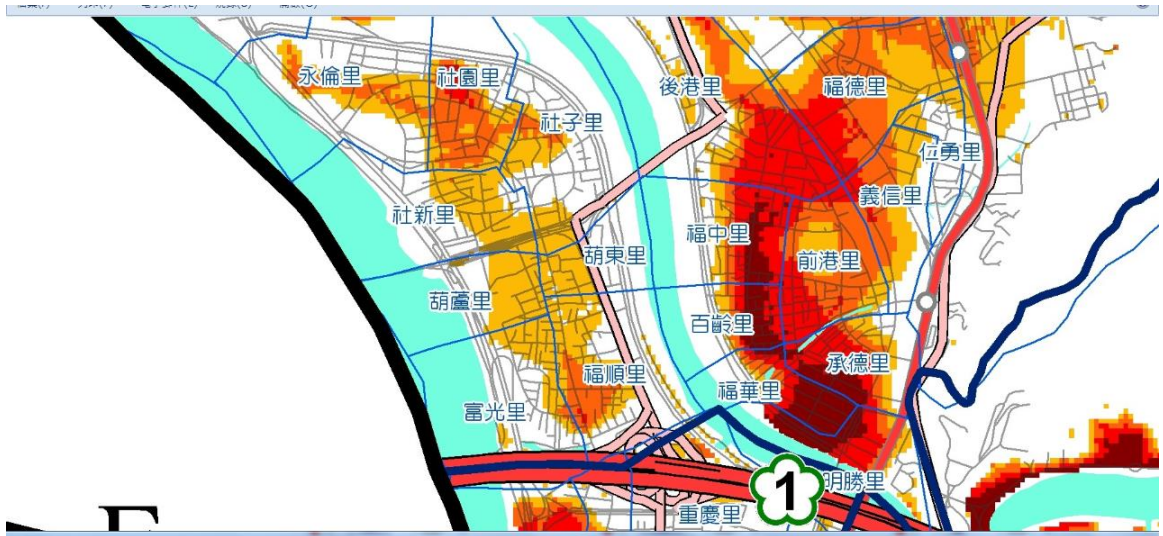 永倫里
社園里
社子里
後港里
福德里
位勇里
義信里
社新里
福中里
葫東里
前港里
葫蘆里
百齡里
承德里
福順里
福華里
富光里
明勝里
1
重慶里